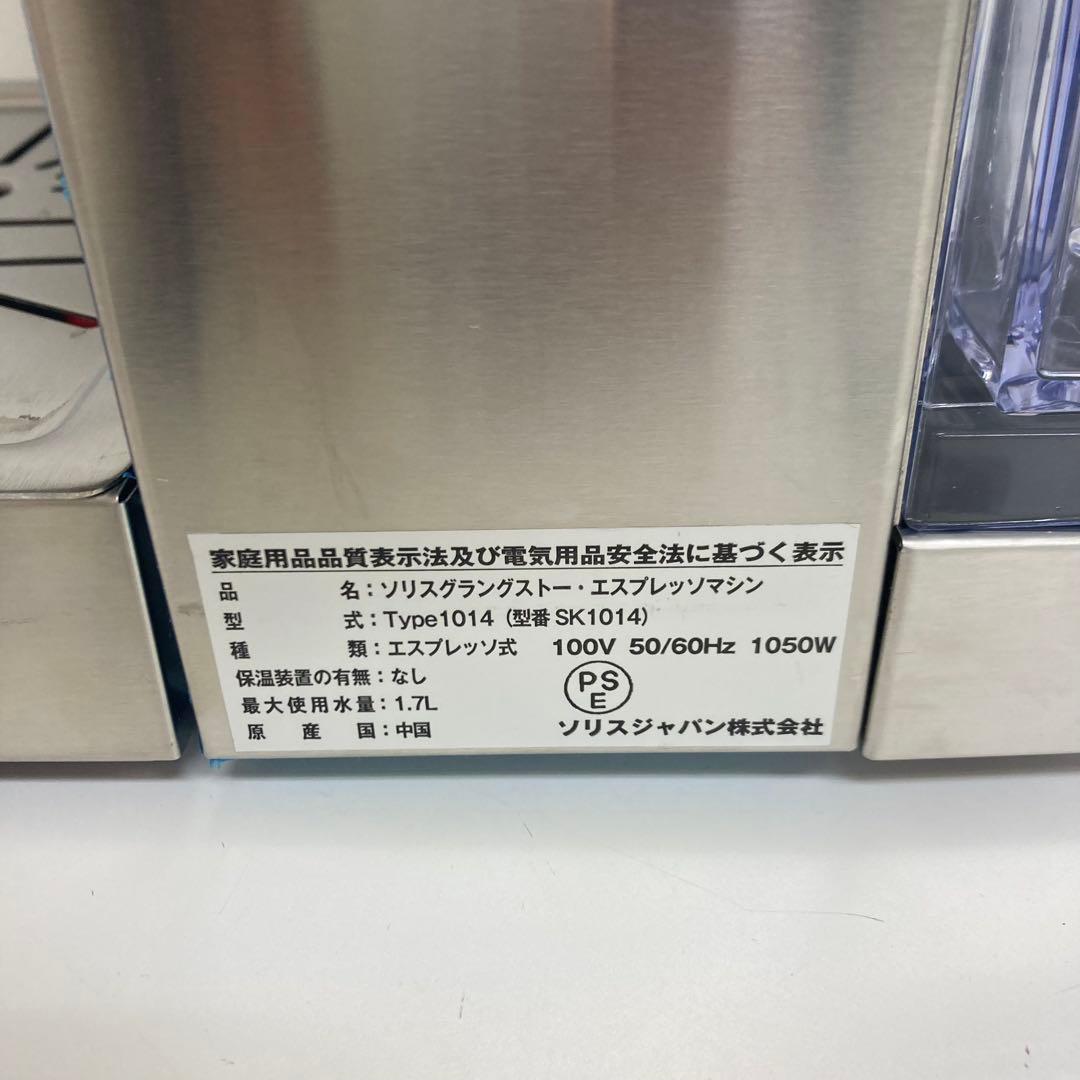 家庭用品品質表示法及び電気用品安全法に基づく表示
品名：ソリスグラングストー・エスプレッソマシン
型式：Type1014（型番 SK1014）
種類：エスプレッソ式 100V 50/60Hz 1050W
保温装置の有無：なし
最大使用水量：1.7L
PSE
原産国：中国
ソリスジャパン株式会社